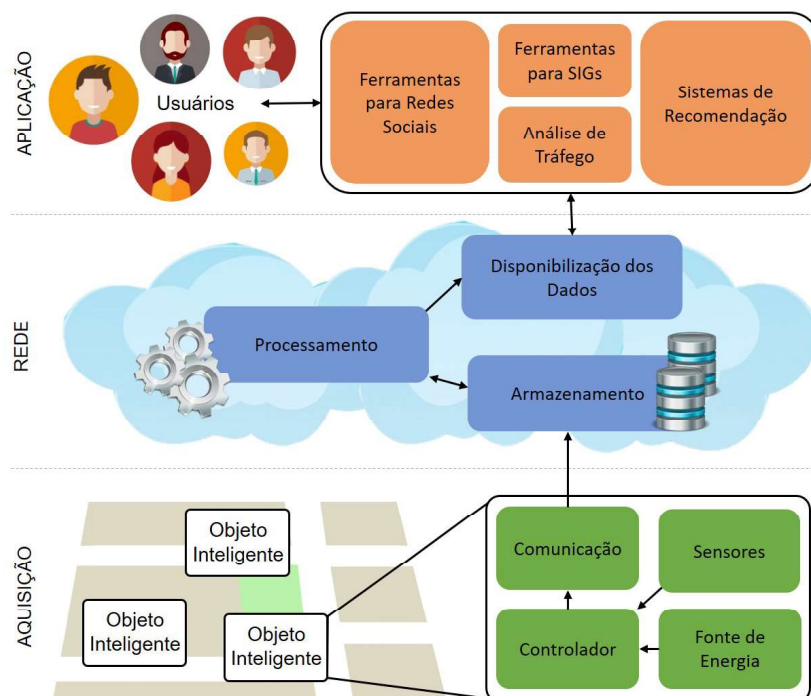 APLICAÇÃO
Usuários
Ferramentas
para Redes
Sociais
Ferramentas
para SIGs
Análise de
Tráfego
Sistemas de
Recomendação
REDE
Disponibilização dos
Dados
Processamento
Armazenamento
AQUISIÇÃO
Objeto
Inteligente
Objeto
Inteligente
Objeto
Inteligente
Comunicação
Sensores
Controlador
Fonte de
Energia